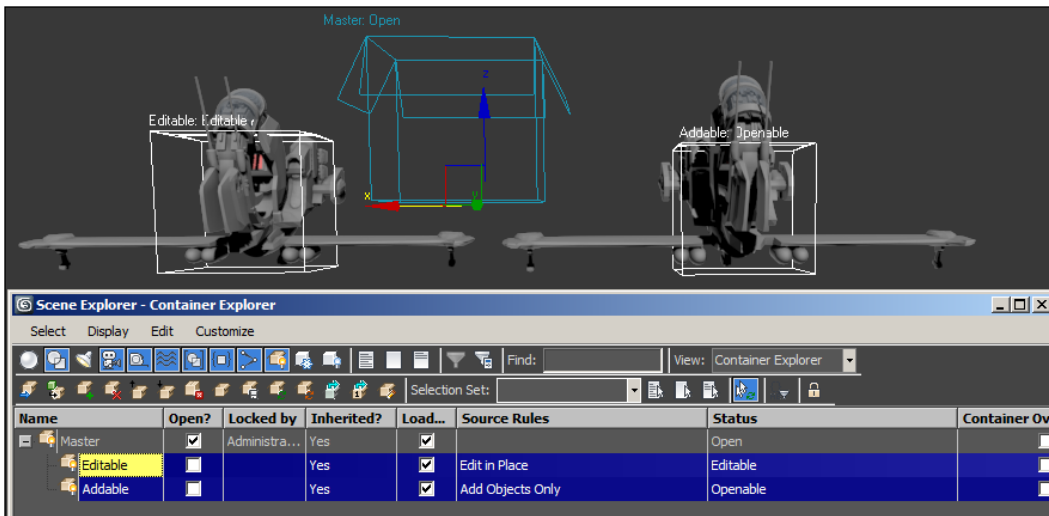 Master: Open
Editable: Editable
Addable: Openable
z
x
y
Scene Explorer - Container Explorer
Select Display Edit Customize
Find: View: Container Explorer
Selection Set:
Name Open? Locked by Inherited? Load... Source Rules Status Container Ov
Master Administra... Yes Open
Editable Yes Edit in Place Editable
Addable Yes Add Objects Only Openable